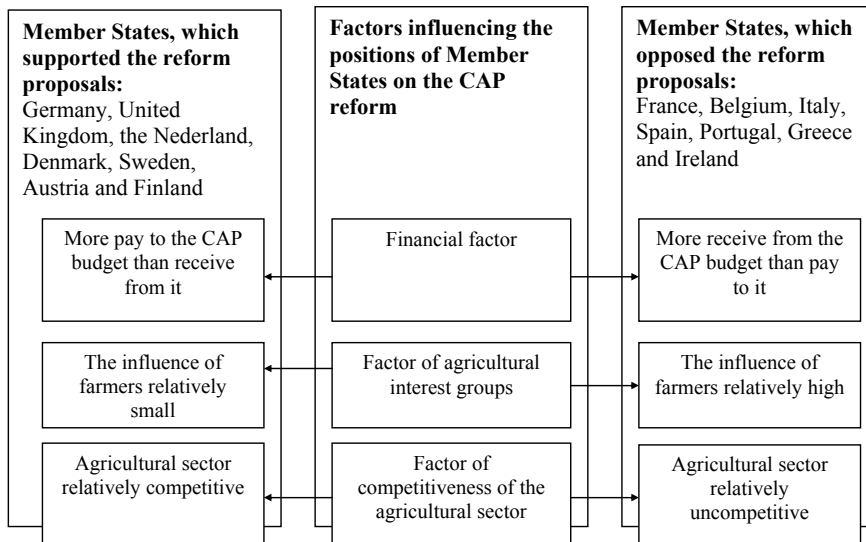 Member States, which
supported the reform
proposals:
Germany, United
Kingdom, the Nederland,
Denmark, Sweden,
Austria and Finland
More pay to the CAP
budget than receive
from it
The influence of
farmers relatively
small
Agricultural sector
relatively competitive
Factors influencing the
positions of Member
States on the CAP
reform
Financial factor
Factor of agricultural
interest groups
Factor of
competitiveness of the
agricultural sector
Member States, which
opposed the reform
proposals:
France, Belgium, Italy,
Spain, Portugal, Greece
and Ireland
More receive from the
CAP budget than pay
to it
The influence of
farmers relatively high
Agricultural sector
relatively
uncompetitive